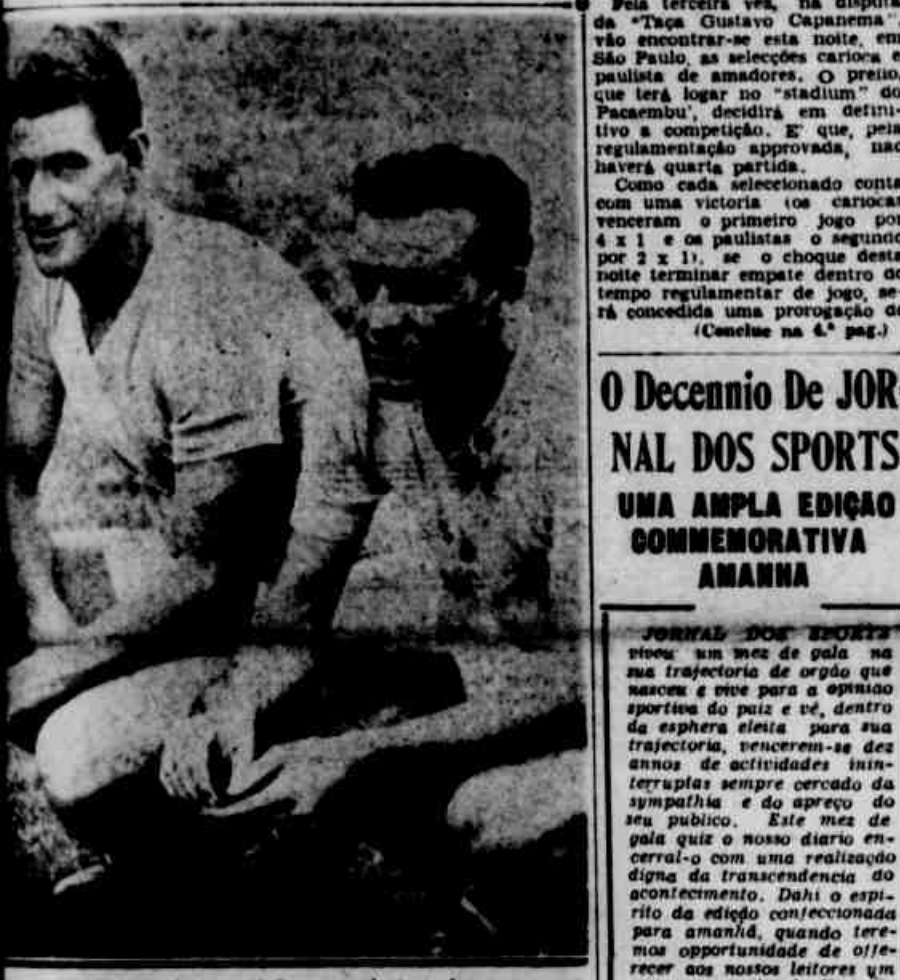 Pela terceira vez, na disputa
da "Taça Gustavo Capanema",
vão encontrar-se esta noite, em
São Paulo, as selecções carioca e
paulista de amadores. O prelio,
que terá logar no "stadium" do
Pacaembu', decidirá em defini-
tivo a competição. E' que, pela
regulamentação approvada, não
haverá quarta partida.
Como cada seleccionado conta
com uma victoria (os cariocas
venceram o primeiro jogo por
4 x 1 e os paulistas o segundo
por 2 x 1), se o choque desta
noite terminar empate dentro do
tempo regulamentar de jogo, se-
rá concedida uma prorogação de
(Conclue na 4.ª pag.)
O Decennio De JOR-
NAL DOS SPORTS
UMA AMPLA EDIÇÃO
COMMEMORATIVA
AMANHA
JORNAL DOS SPORTS
viveu um mez de gala na
sua trajectoria de orgão que
nasceu e vive para a opinião
sportiva do paiz e vê, dentro
da esphera eleita para sua
trajectoria, vencerem-se dez
annos de actividades inin-
terruptas sempre cercado da
sympathia e do apreço do
seu publico. Este mez de
gala quiz o nosso diario en-
cerral-o com uma realização
digna da transcendencia do
acontecimento. Dahi o espi-
rito da edição confeccionada
para amanhã, quando tere-
mos opportunidade de offe-
recer aos nossos leitores um